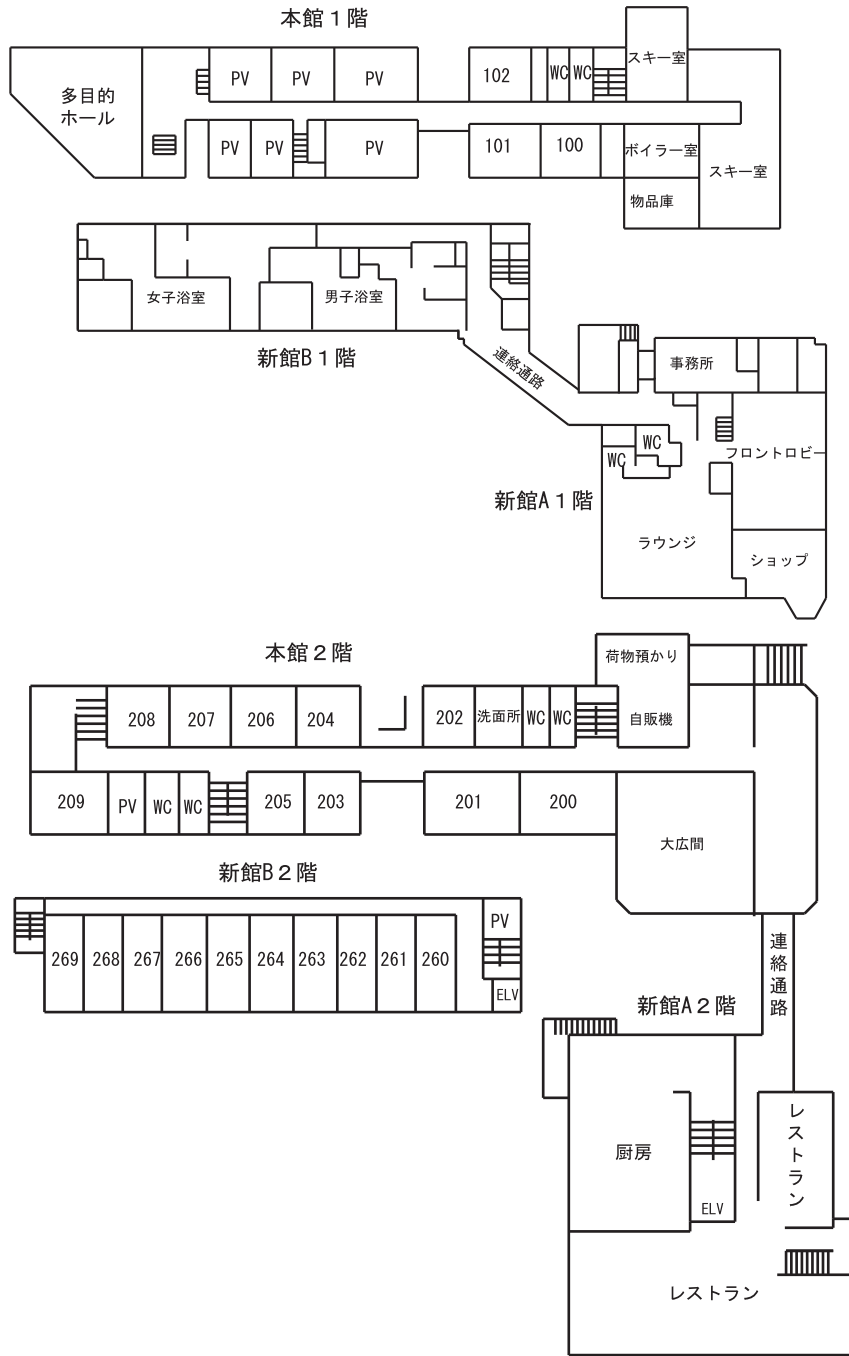 本館１階
PV
PV
PV
102
WC
WC
スキー室
多目的
ホール
PV
PV
PV
101
100
ボイラー室
スキー室
物品庫
女子浴室
男子浴室
新館B１階
連絡通路
事務所
WC
WC
フロントロビー
新館A１階
ラウンジ
ショップ
本館２階
荷物預かり
208
207
206
204
202
洗面所
WC
WC
自販機
209
PV
WC
WC
205
203
201
200
大広間
新館B２階
PV
269
268
267
266
265
264
263
262
261
260
ELV
連絡通路
新館A２階
レストラン
厨房
ELV
レストラン